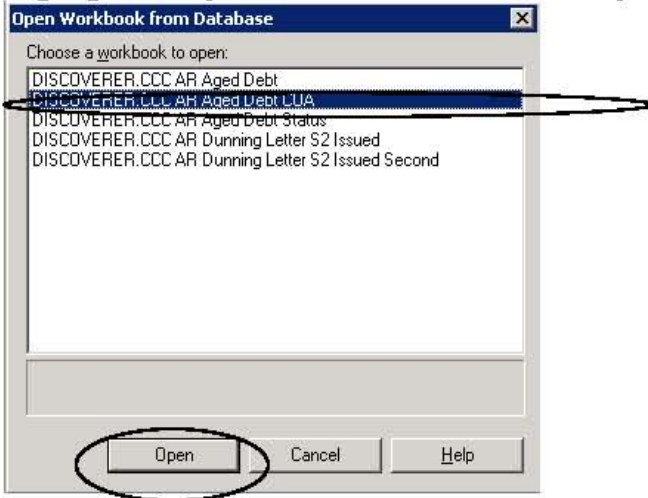 Open Workbook from Database
Choose a workbook to open:
DISCOVERER.CCC AR Aged Debt
DISCOVERER.CCC AR Aged Debt CUA
DISCOVERER.CCC AR Aged Debt Status
DISCOVERER.CCC AR Dunning Letter S2 Issued
DISCOVERER.CCC AR Dunning Letter S2 Issued Second
Open Cancel Help